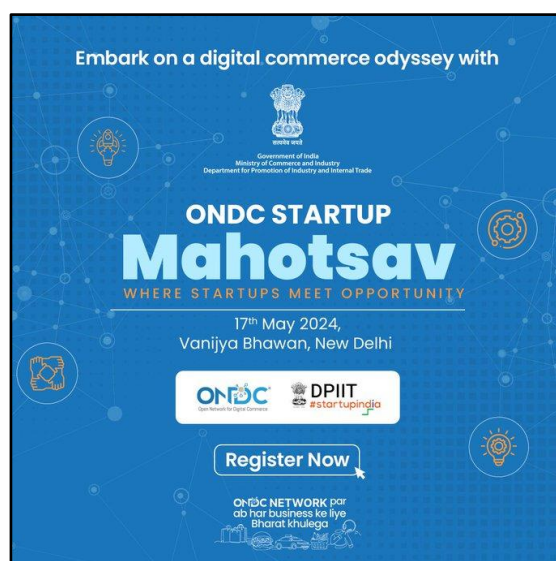 Embark on a digital commerce odyssey with
सत्यमेव जयते
Government of India
Ministry of Commerce and Industry
Department for Promotion of Industry and Internal Trade
ONDC STARTUP
Mahotsav
WHERE STARTUPS MEET OPPORTUNITY
17th May 2024,
Vanijya Bhawan, New Delhi
ONDC
Open Network for Digital Commerce
DPIIT
#startupindia
Register Now
ONDC NETWORK par
ab har business ke liye
Bharat khulega